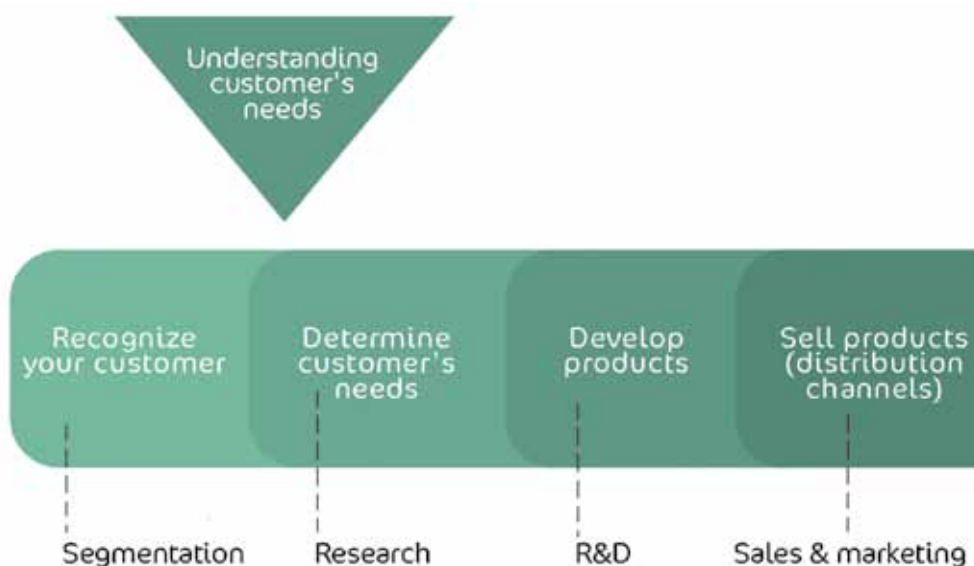 Understanding
customer's
needs
Recognize
your customer
Determine
customer's
needs
Develop
products
Sell products
(distribution
channels)
Segmentation
Research
R&D
Sales & marketing